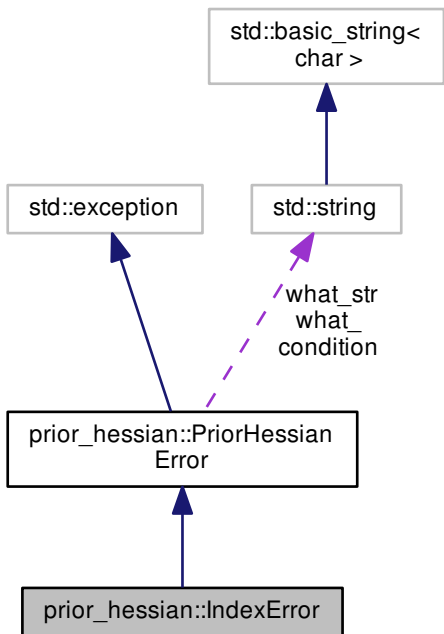 std::basic_string<
char >
std::exception
std::string
what_str
what_
condition
prior_hessian::PriorHessian
Error
prior_hessian::IndexError